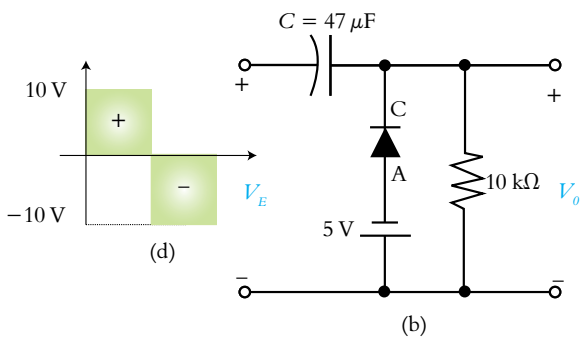 C = 47 μF
10 V
+
−
−10 V
(d)
V_E
+
−
C
A
5 V
10 kΩ
+
V_0
−
(b)